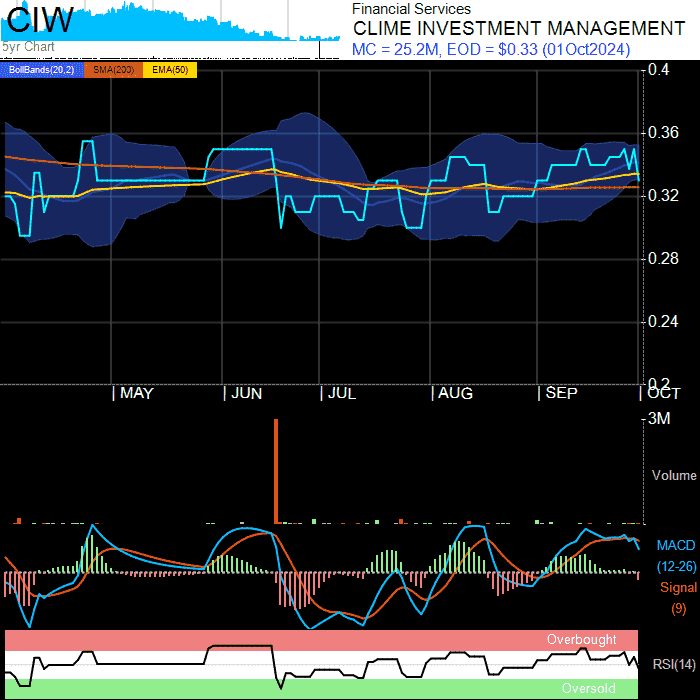 CIW
5yr Chart
Financial Services
CLIME INVESTMENT MANAGEMENT
MC = 25.2M, EOD = $0.33 (01Oct2024)
BollBands(20,2) SMA(200) EMA(50)
0.4
0.36
0.32
0.28
0.24
0.2
MAY JUN JUL AUG SEP OCT
3M
Volume
MACD
(12-26)
Signal
(9)
Overbought
RSI(14)
Oversold